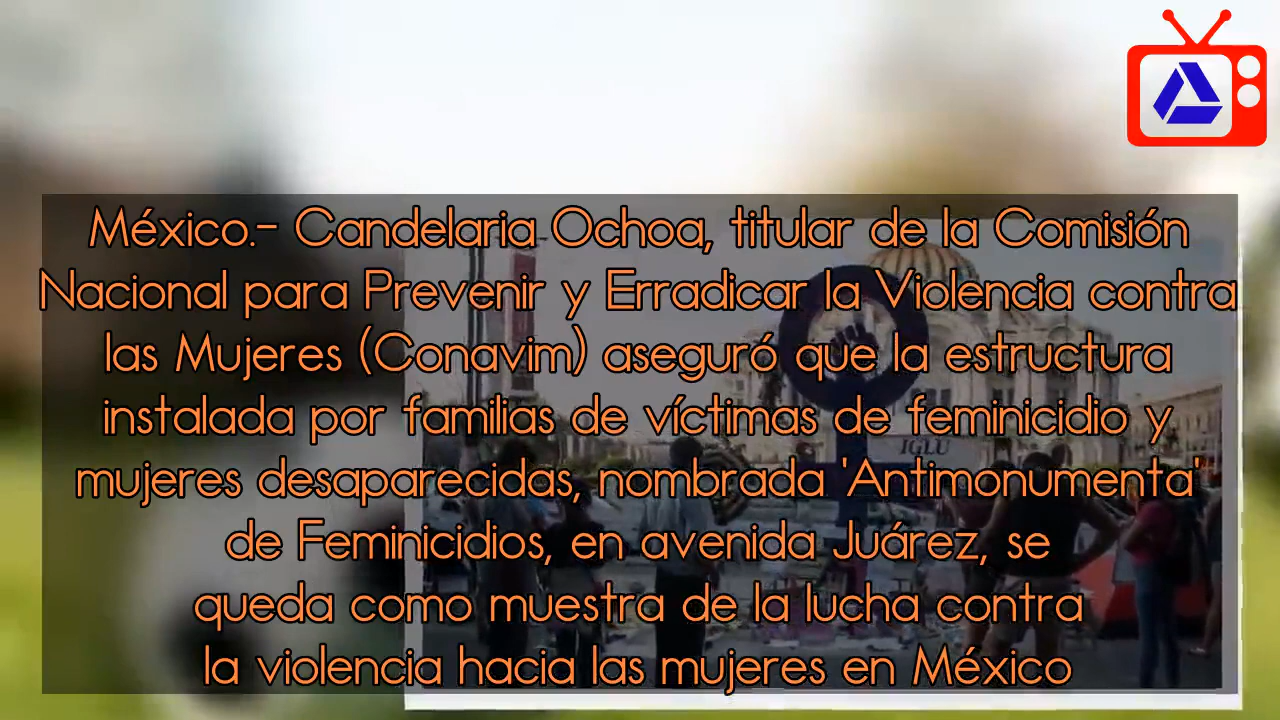 México.- Candelaria Ochoa, titular de la Comisión
Nacional para Prevenir y Erradicar la Violencia contra
las Mujeres (Conavim) aseguró que la estructura
instalada por familias de víctimas de feminicidio y
mujeres desaparecidas, nombrada 'Antimonumenta'
de Feminicidios, en avenida Juárez, se
queda como muestra de la lucha contra
la violencia hacia las mujeres en México
IGLU